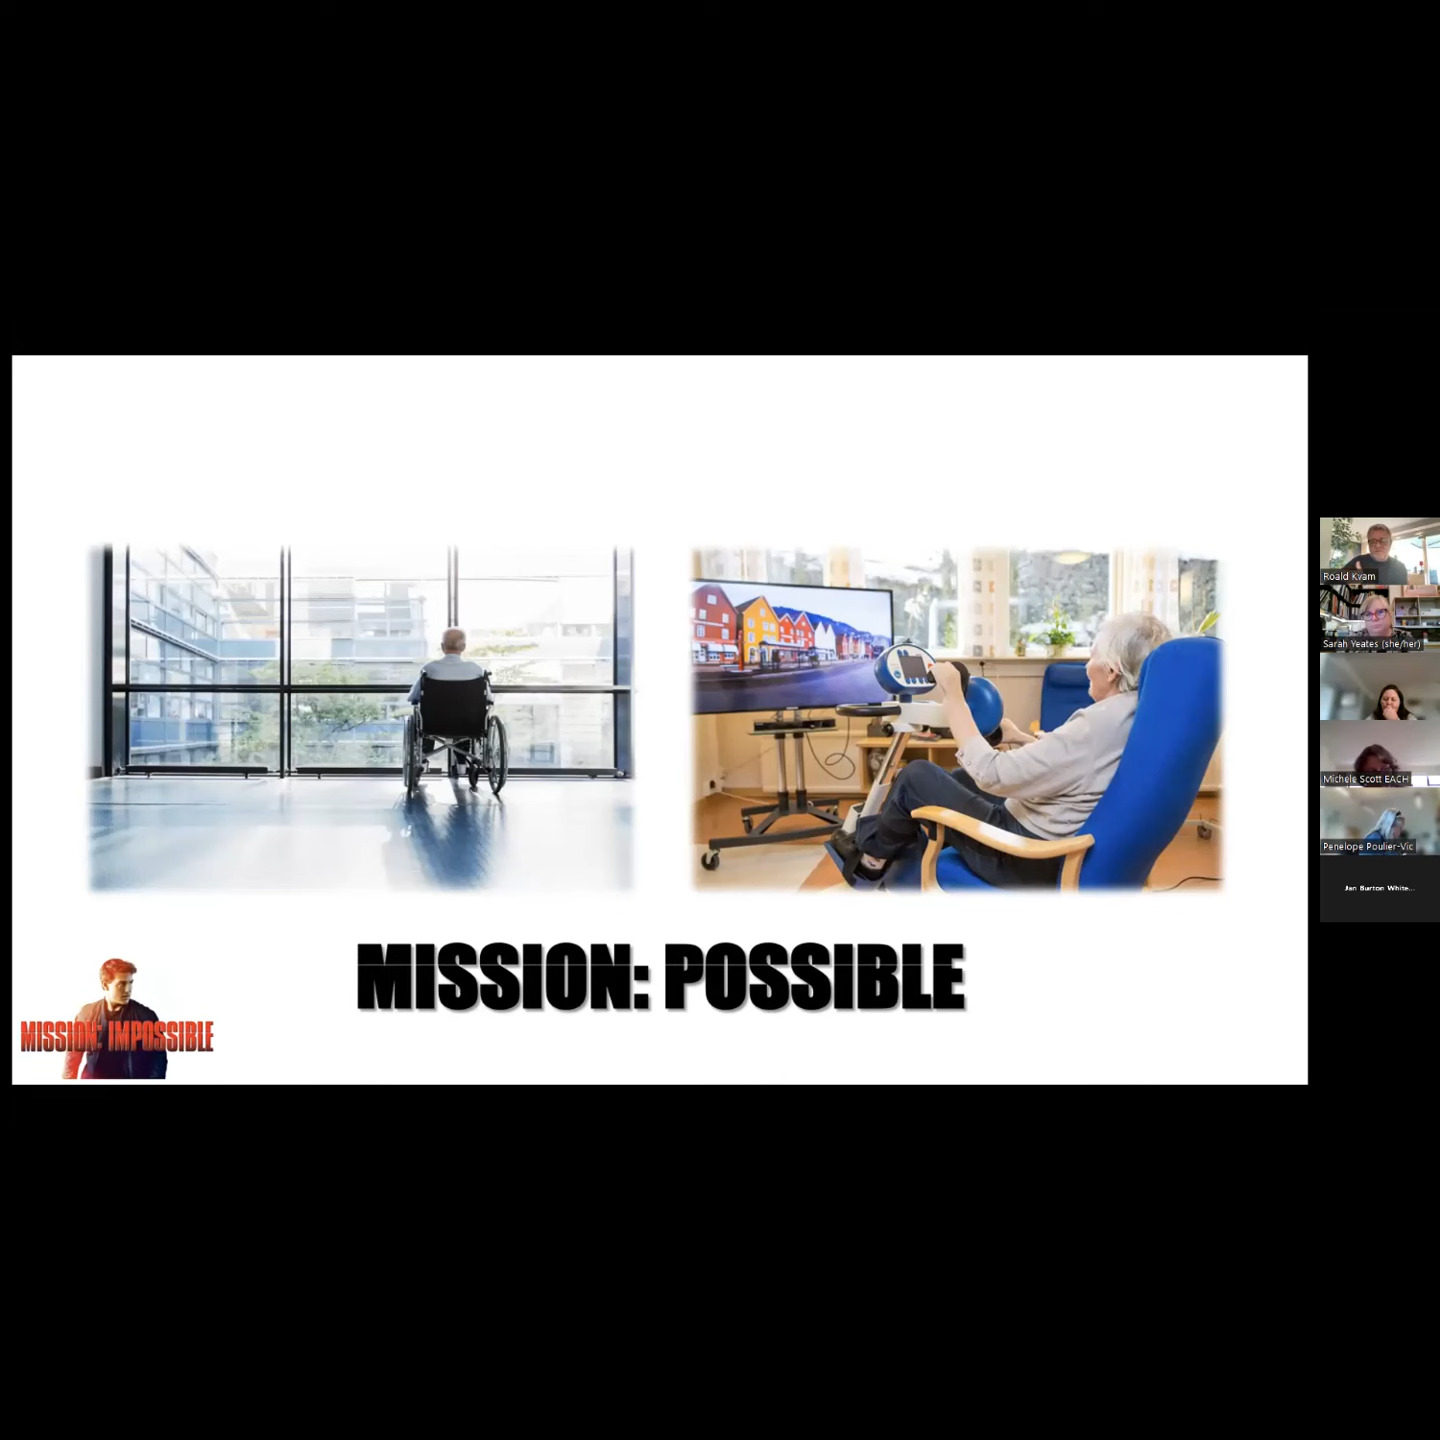 MISSION: POSSIBLE
MISSION: IMPOSSIBLE
Roald Kvam
Sarah Yeates (she/her)
Michele Scott EACH
Penelope Poulier-Vic
Jan Burton White...